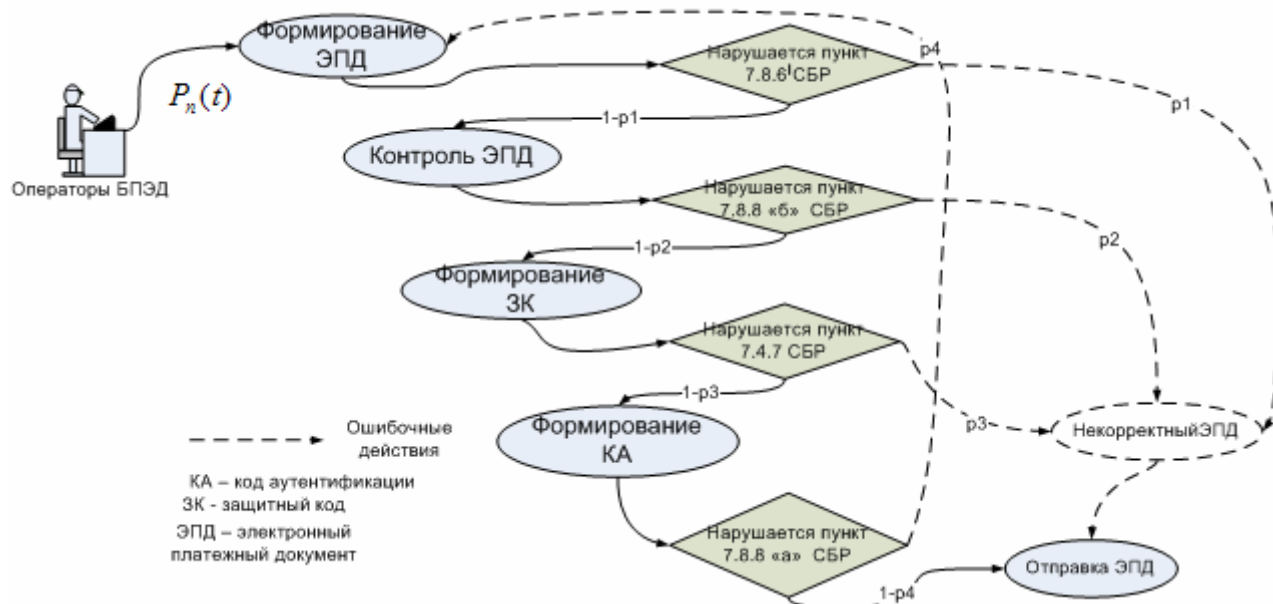 Формирование
ЭПД
Нарушается пункт
7.8.6 СБР
p4
p1
P_n(t)
1-p1
Контроль ЭПД
Операторы БПЭД
Нарушается пункт
7.8.8 «б» СБР
p2
1-p2
Формирование
ЗК
Нарушается пункт
7.4.7 СБР
1-p3
p3
Формирование
КА
НекорректныйЭПД
Ошибочные
действия
КА – код аутентификации
ЗК - защитный код
ЭПД – электронный
платежный документ
Нарушается пункт
7.8.8 «а» СБР
Отправка ЭПД
1-p4